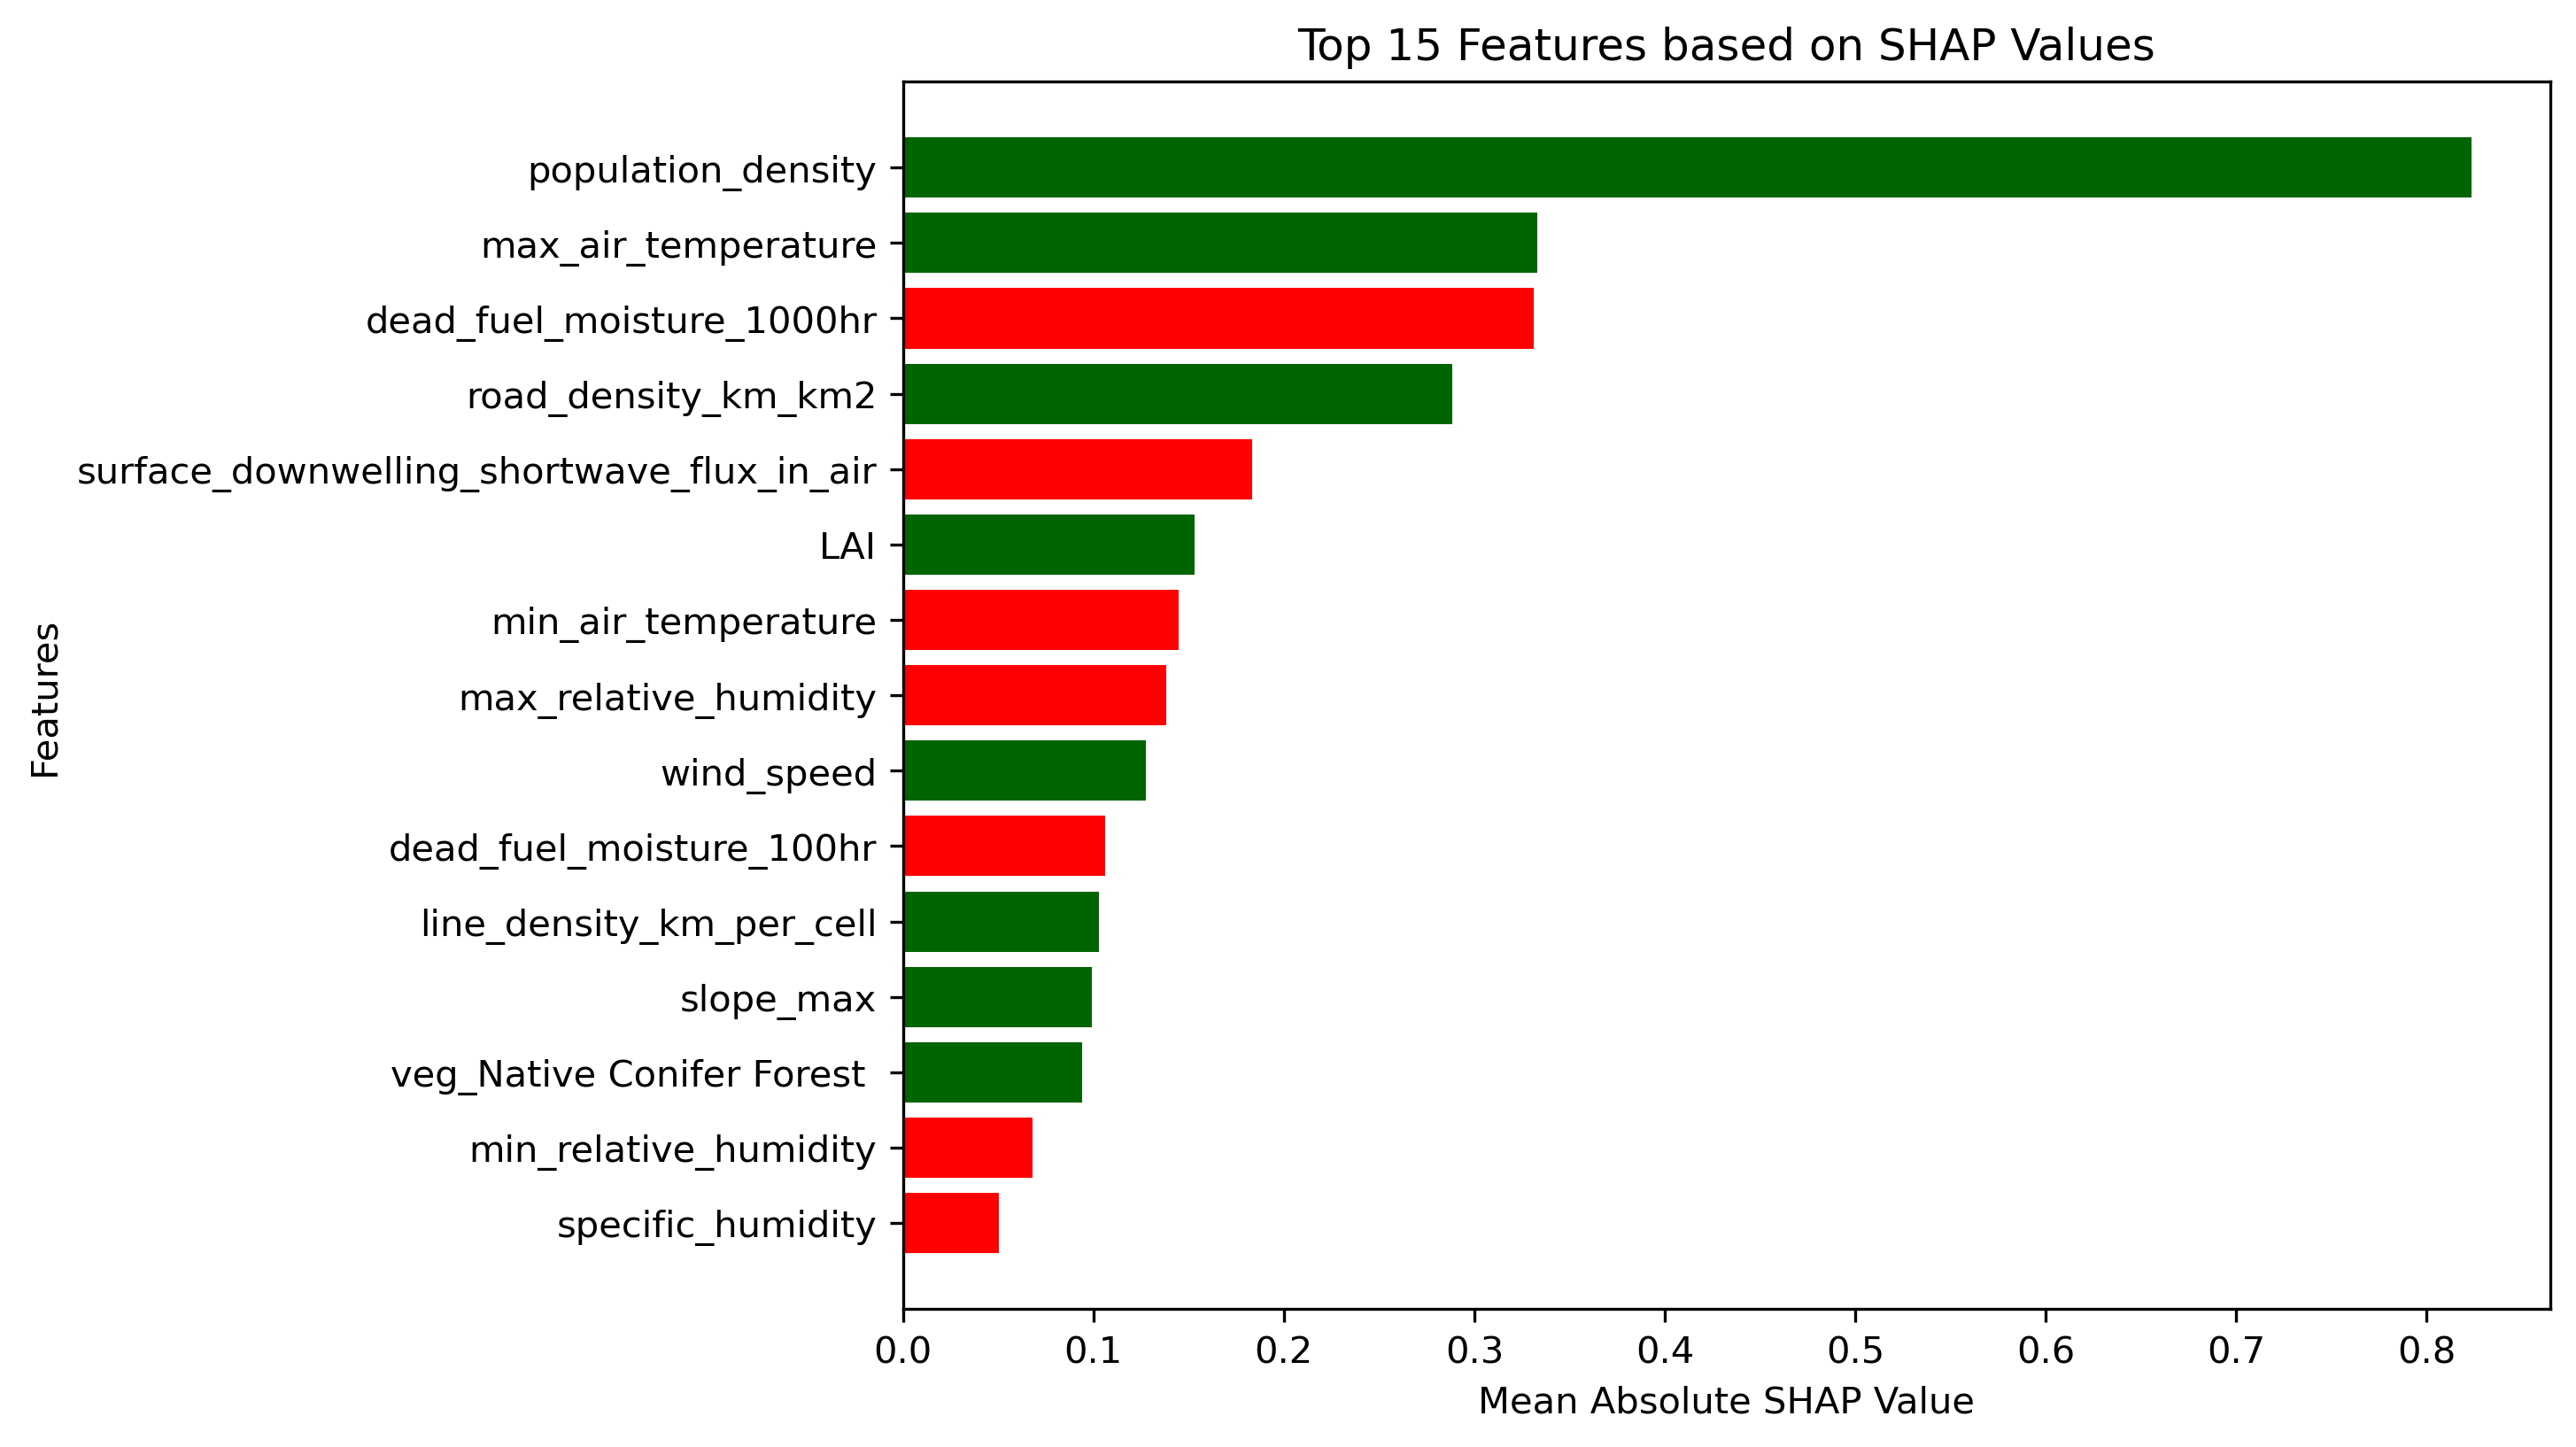 Top 15 Features based on SHAP Values
Features
population_density
max_air_temperature
dead_fuel_moisture_1000hr
road_density_km_km2
surface_downwelling_shortwave_flux_in_air
LAI
min_air_temperature
max_relative_humidity
wind_speed
dead_fuel_moisture_100hr
line_density_km_per_cell
slope_max
veg_Native Conifer Forest
min_relative_humidity
specific_humidity
0.0 0.1 0.2 0.3 0.4 0.5 0.6 0.7 0.8
Mean Absolute SHAP Value